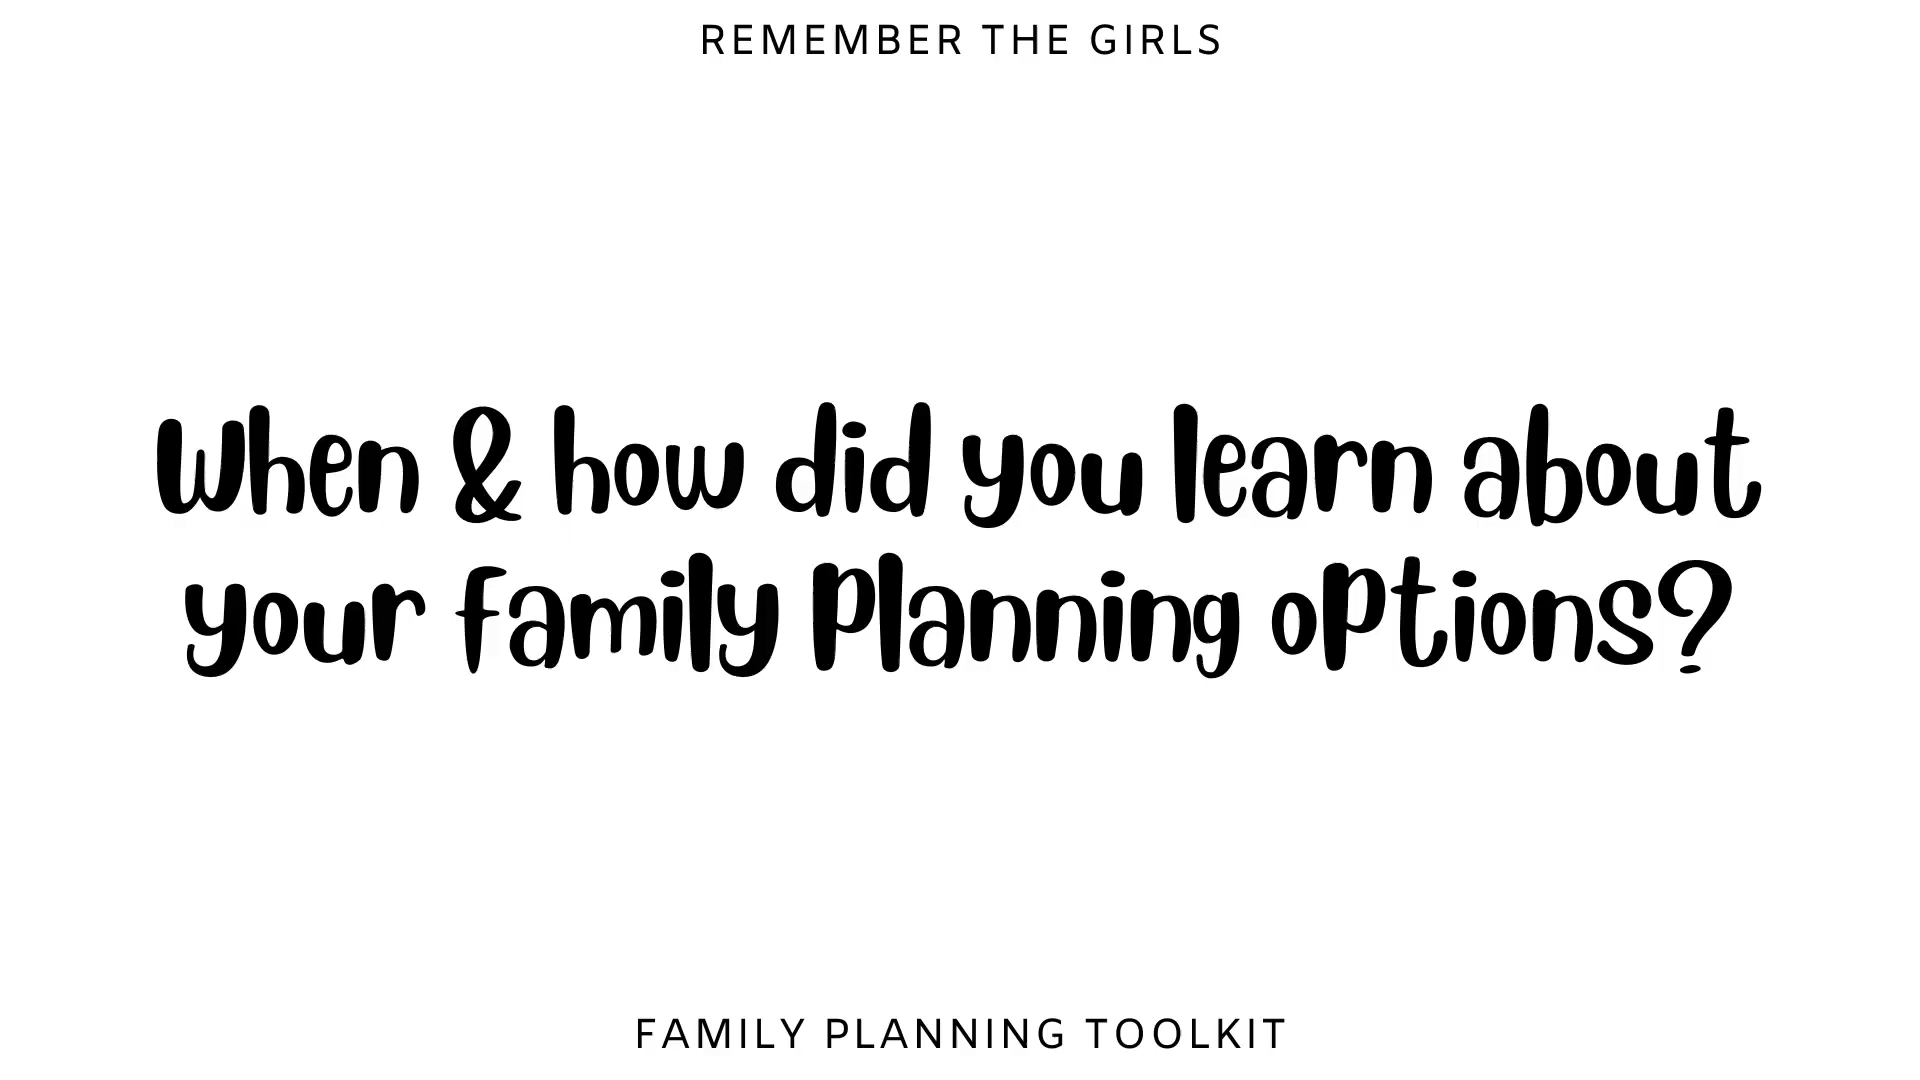 REMEMBER THE GIRLS
When & how did you learn about
your family planning options?
FAMILY PLANNING TOOLKIT